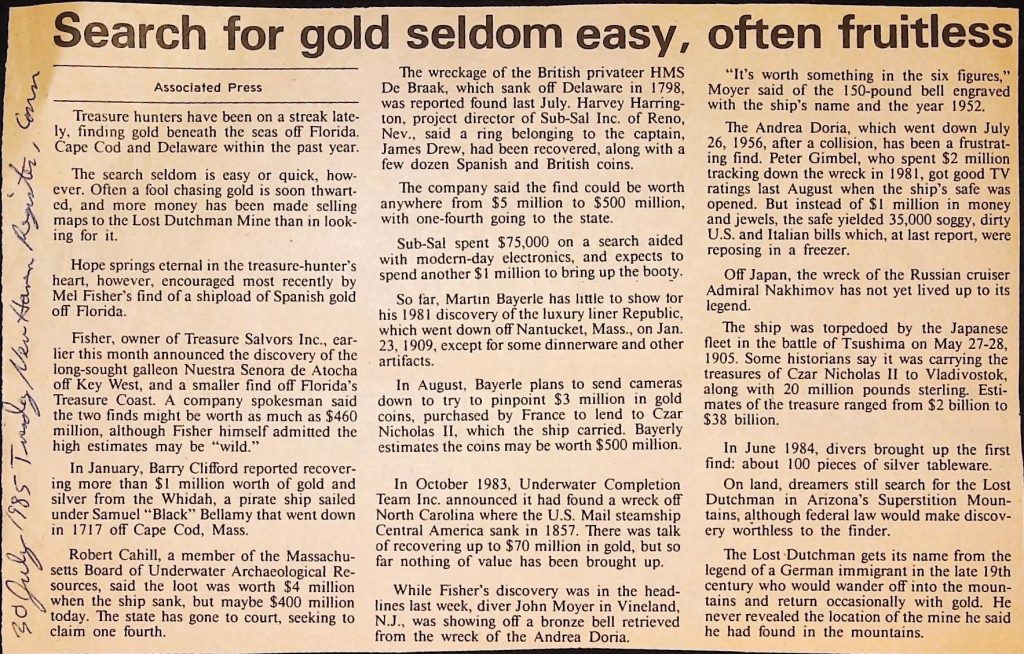 Search for gold seldom easy, often fruitless
Associated Press
Treasure hunters have been on a streak late-
ly, finding gold beneath the seas off Florida,
Cape Cod and Delaware within the past year.
The search seldom is easy or quick, how-
ever. Often a fool chasing gold is soon thwart-
ed, and more money has been made selling
maps to the Lost Dutchman Mine than in look-
ing for it.
Hope springs eternal in the treasure-hunter's
heart, however, encouraged most recently by
Mel Fisher's find of a shipload of Spanish gold
off Florida.
Fisher, owner of Treasure Salvors Inc., ear-
lier this month announced the discovery of the
long-sought galleon Nuestra Senora de Atocha
off Key West, and a smaller find off Florida's
Treasure Coast. A company spokesman said
the two finds might be worth as much as $460
million, although Fisher himself admitted the
high estimates may be "wild."
In January, Barry Clifford reported recover-
ing more than $1 million worth of gold and
silver from the Whidah, a pirate ship sailed
under Samuel "Black" Bellamy that went down
in 1717 off Cape Cod, Mass.
Robert Cahill, a member of the Massachu-
setts Board of Underwater Archaeological Re-
sources, said the loot was worth $4 million
when the ship sank, but maybe $400 million
today. The state has gone to court, seeking to
claim one fourth.
The wreckage of the British privateer HMS
De Braak, which sank off Delaware in 1798,
was reported found last July. Harvey Harring-
ton, project director of Sub-Sal Inc. of Reno,
Nev., said a ring belonging to the captain,
James Drew, had been recovered, along with a
few dozen Spanish and British coins.
The company said the find could be worth
anywhere from $5 million to $500 million,
with one-fourth going to the state.
Sub-Sal spent $75,000 on a search aided
with modern-day electronics, and expects to
spend another $1 million to bring up the booty.
So far, Martin Bayerle has little to show for
his 1981 discovery of the luxury liner Republic,
which went down off Nantucket, Mass., on Jan.
23, 1909, except for some dinnerware and other
artifacts.
In August, Bayerle plans to send cameras
down to try to pinpoint $3 million in gold
coins, purchased by France to lend to Czar
Nicholas II, which the ship carried. Bayerly
estimates the coins may be worth $500 million.
In October 1983, Underwater Completion
Team Inc. announced it had found a wreck off
North Carolina where the U.S. Mail steamship
Central America sank in 1857. There was talk
of recovering up to $70 million in gold, but so
far nothing of value has been brought up.
While Fisher's discovery was in the head-
lines last week, diver John Moyer in Vineland,
N.J., was showing off a bronze bell retrieved
from the wreck of the Andrea Doria.
"It's worth something in the six figures,"
Moyer said of the 150-pound bell engraved
with the ship's name and the year 1952.
The Andrea Doria, which went down July
26, 1956, after a collision, has been a frustrat-
ing find. Peter Gimbel, who spent $2 million
tracking down the wreck in 1981, got good TV
ratings last August when the ship's safe was
opened. But instead of $1 million in money
and jewels, the safe yielded 35,000 soggy, dirty
U.S. and Italian bills which, at last report, were
reposing in a freezer.
Off Japan, the wreck of the Russian cruiser
Admiral Nakhimov has not yet lived up to its
legend.
The ship was torpedoed by the Japanese
fleet in the battle of Tsushima on May 27-28,
1905. Some historians say it was carrying the
treasures of Czar Nicholas II to Vladivostok,
along with 20 million pounds sterling. Esti-
mates of the treasure ranged from $2 billion to
$38 billion.
In June 1984, divers brought up the first
find: about 100 pieces of silver tableware.
On land, dreamers still search for the Lost
Dutchman in Arizona's Superstition Moun-
tains, although federal law would make discov-
ery worthless to the finder.
The Lost Dutchman gets its name from the
legend of a German immigrant in the late 19th
century who would wander off into the moun-
tains and return occasionally with gold. He
never revealed the location of the mine he said
he had found in the mountains.
30 July 1985 Tuesday New Haven Register, Conn